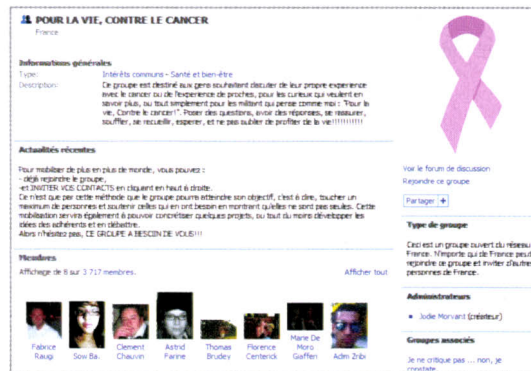 POUR LA VIE, CONTRE LE CANCER
France
Informations générales
Type: Intérêts communs - Santé et bien-être
Description: Ce groupe est destiné aux gens souhaitant discuter de leur propre experience
avec le cancer ou de l'experience de proches, pour les curieux qui veulent en
savoir plus, ou tout simplement pour les militant qui pense comme moi : "Pour la
vie, Contre le cancer!". Poser des questions, avoir des réponses, se rassurer,
souffler, se recueillir, esperer, et ne pas oublier de profiter de la vie!!!!!!!!!!!
Actualités récentes
Pour mobiliser de plus en plus de monde, vous pouvez :
- déjà rejoindre le groupe,
-et INVITER VOS CONTACTS en cliquant en haut à droite.
Ce n'est que par cette méthode que le groupe pourra atteindre son objectif, c'est à dire, toucher un
maximum de personnes et soutenir celles qui en ont besoin en montrant qu'elles ne sont pas seules. Cette
mobilisation servira également à pouvoir concrétiser quelques projets, ou tout du moins développer les
idées des adhérents et en débattre.
Alors n'hésitez pas, CE GROUPE A BESOIN DE VOUS!!!
Membres
Affichage de 8 sur 3 717 membres. Afficher tout
Fabrice Raugi
Sow Ba.
Clement Chauvin
Astrid Farine
Thomas Brudey
Florence Centerick
Marie De Moro Giafferi
Adm Znbi
Voir le forum de discussion
Rejoindre ce groupe
Partager +
Type de groupe
Ceci est un groupe ouvert du réseau
France. N'importe qui de France peut
rejoindre ce groupe et inviter d'autres
personnes de France.
Administrateurs
Jodie Morvant (créateur)
Groupes associés
Je ne critique pas ... non, je
constate